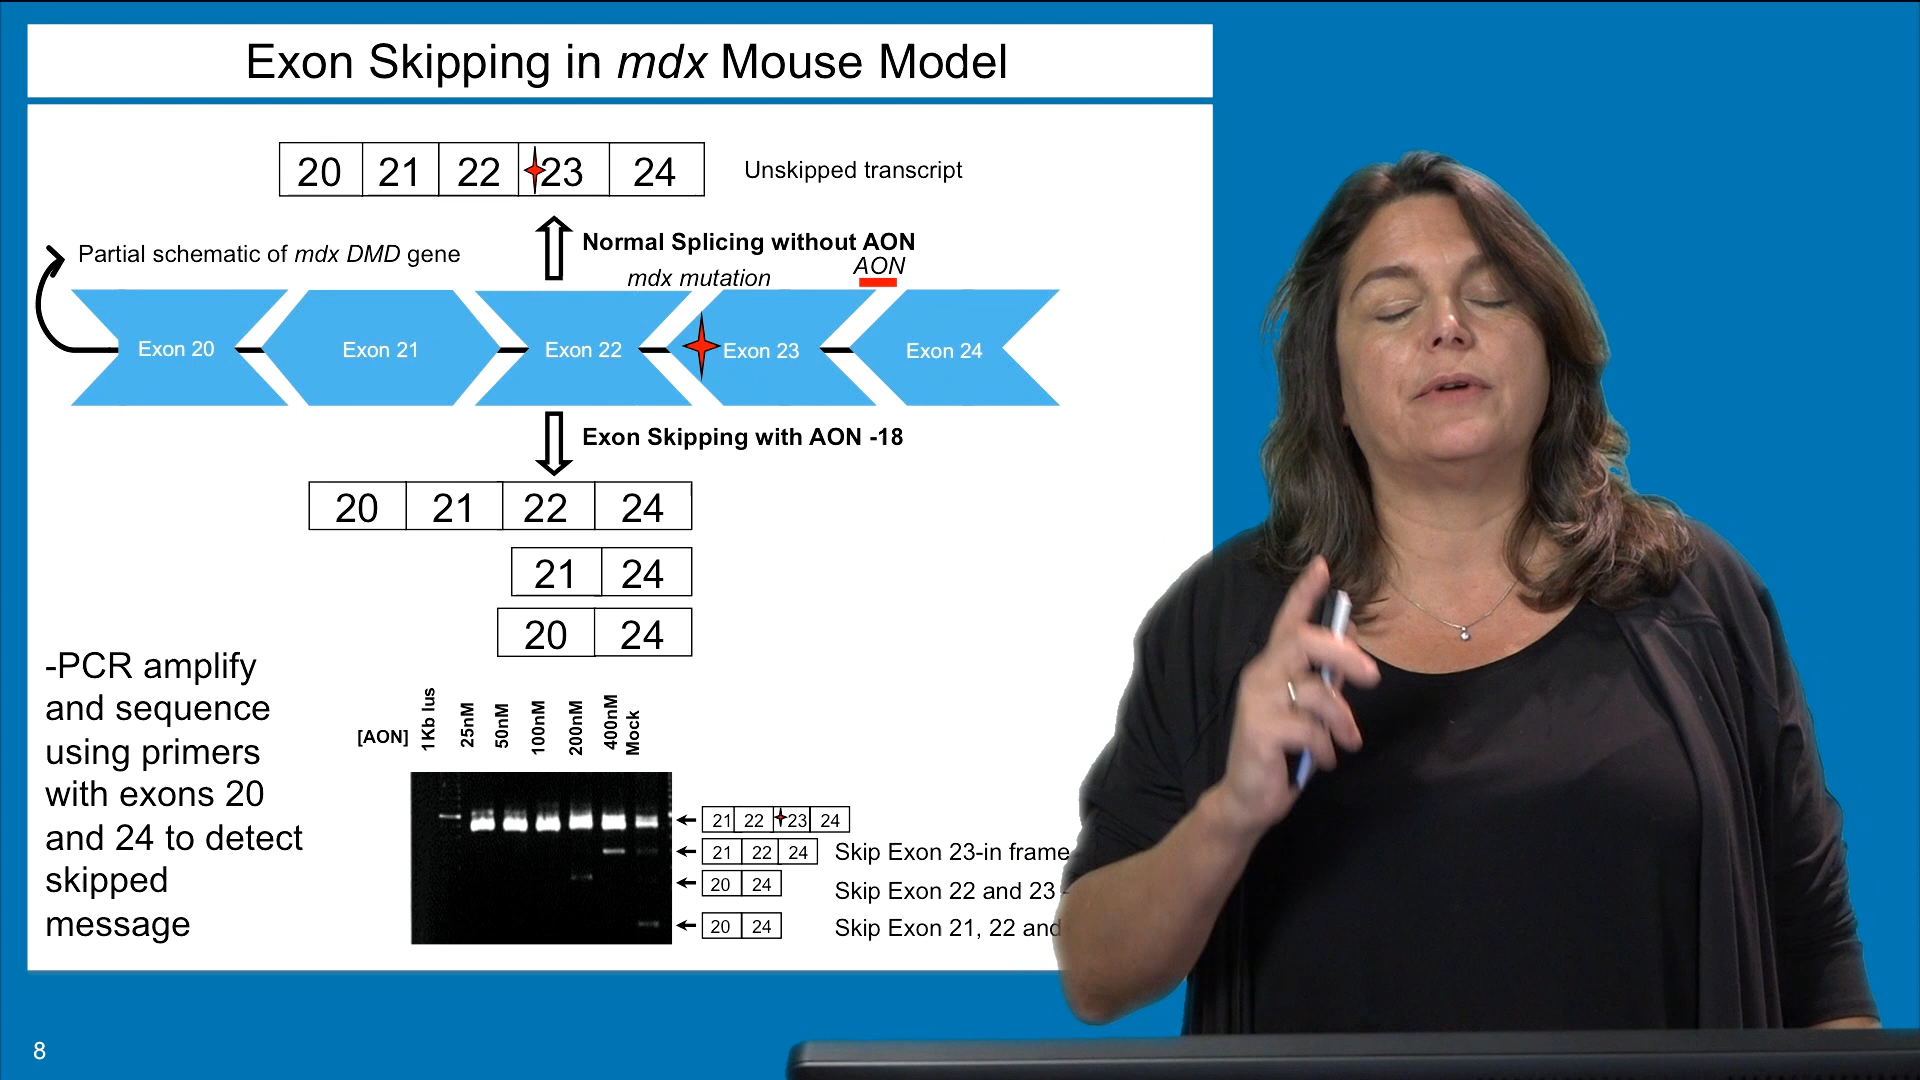 Exon Skipping in mdx Mouse Model
20 21 22 23 24
Unskipped transcript
Normal Splicing without AON
Partial schematic of mdx DMD gene
mdx mutation
AON
Exon 20
Exon 21
Exon 22
Exon 23
Exon 24
Exon Skipping with AON -18
20 21 22 24
21 24
20 24
-PCR amplify
and sequence
using primers
with exons 20
and 24 to detect
skipped
message
[AON]
1Kb lus
25nM
50nM
100nM
200nM
400nM
Mock
21 22 23 24
21 22 24
Skip Exon 23-in frame
20 24
Skip Exon 22 and 23 -
20 24
Skip Exon 21, 22 and
8